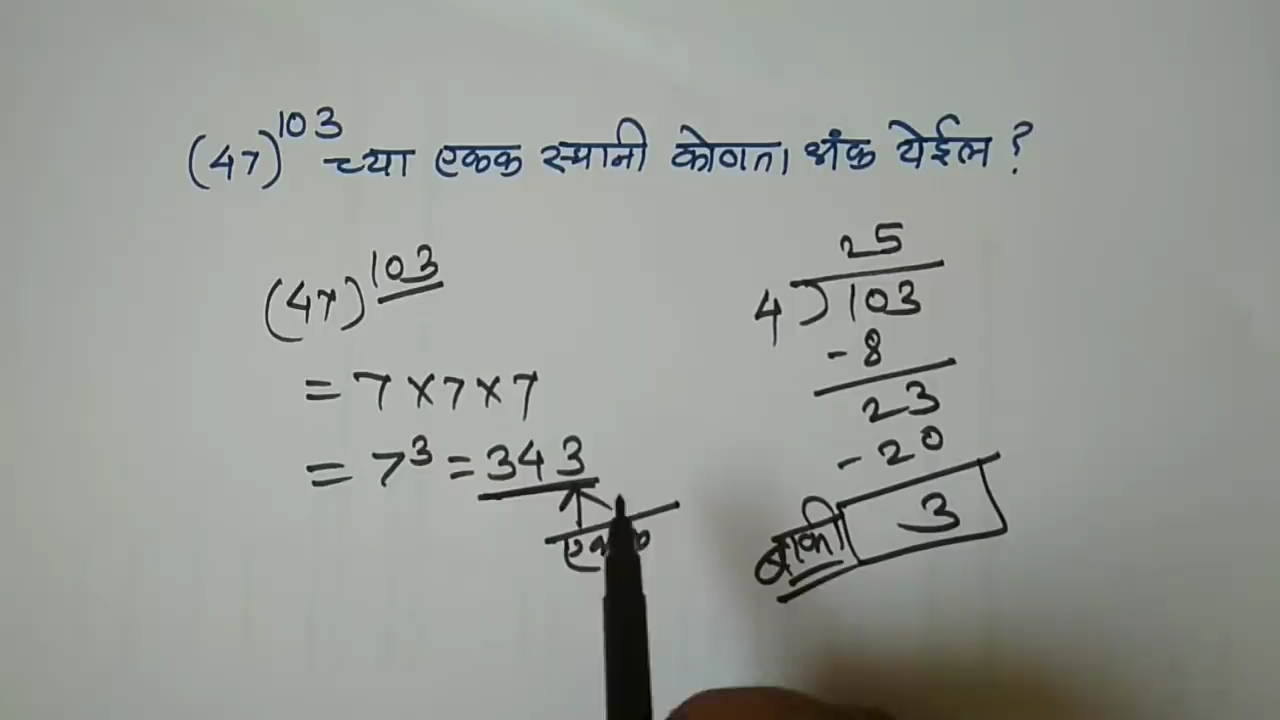 (47)^103 च्या एकक स्थानी कोणता अंक येईल ?
(47)^103
= 7 x 7 x 7
= 7^3 = 343
25
4 ) 103
- 8
23
- 20
बाकी 3